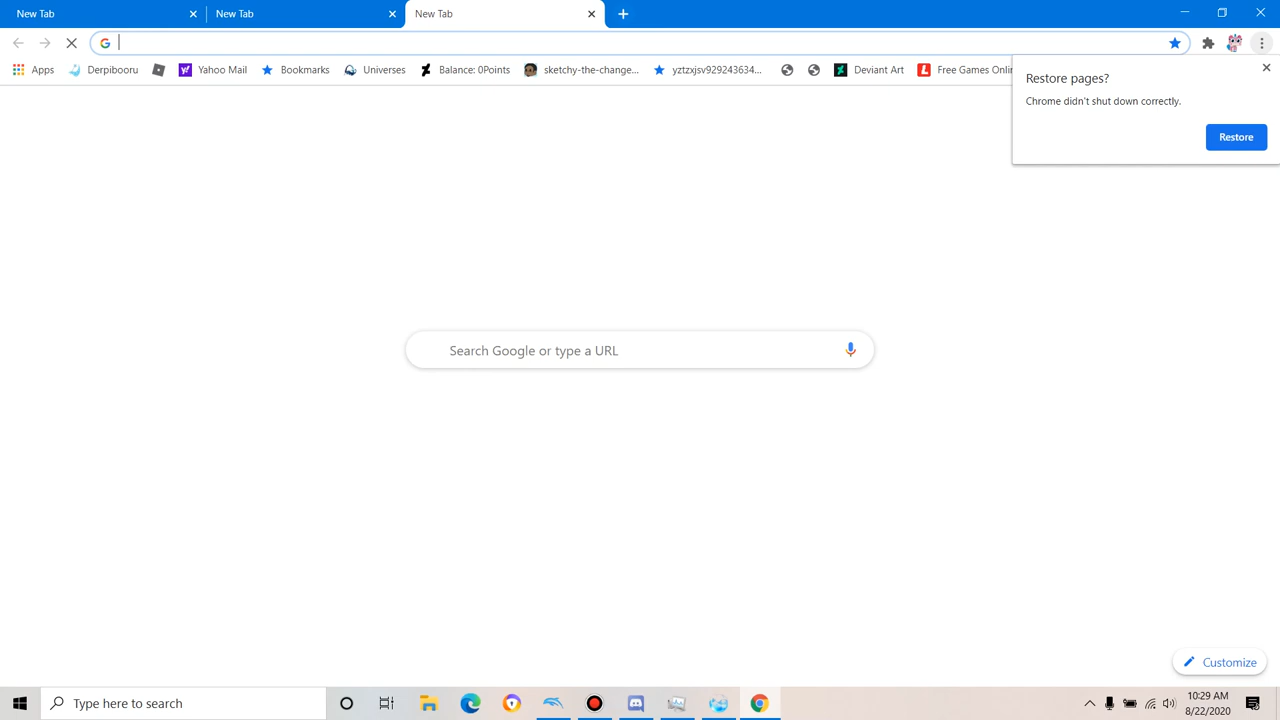 New Tab
New Tab
New Tab
Apps
Derpibooru
Yahoo Mail
Bookmarks
Universes
Balance: 0Points
sketchy-the-change...
yztzxjsv929243634...
Deviant Art
Free Games Onlin
Restore pages?
Chrome didn't shut down correctly.
Restore
Search Google or type a URL
Customize
Type here to search
10:29 AM
8/22/2020